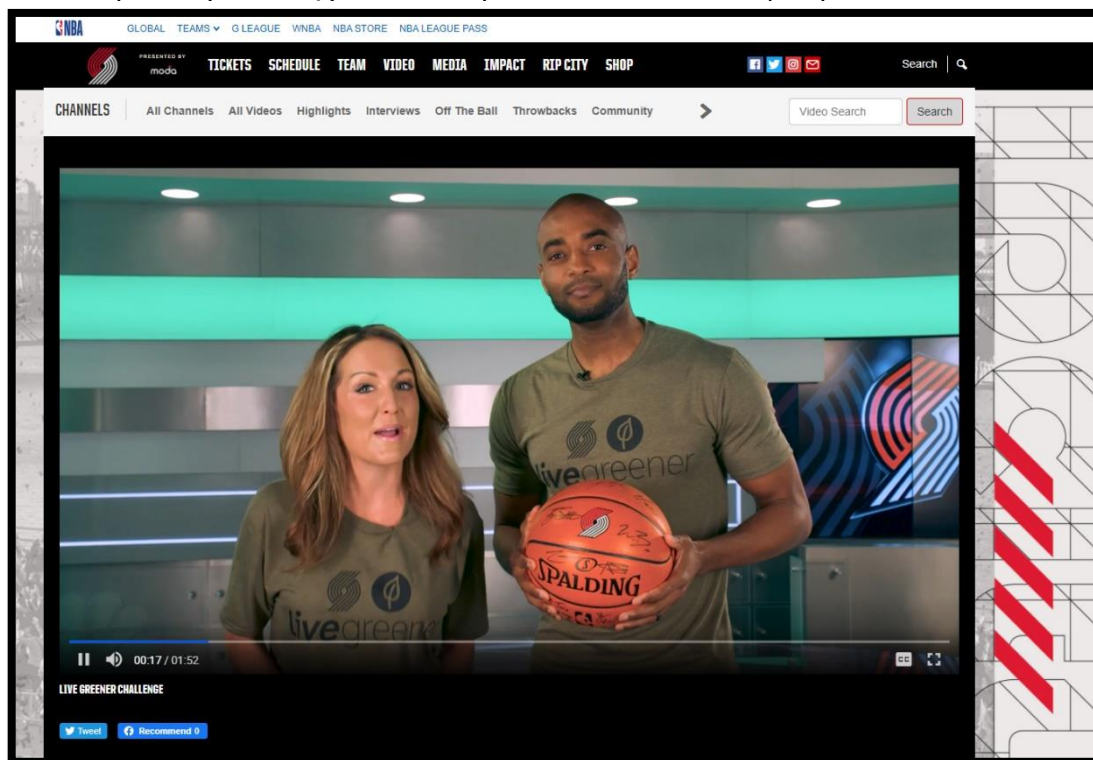 NBA GLOBAL TEAMS G LEAGUE WNBA NBA STORE NBA LEAGUE PASS
PRESENTED BY
moda
TICKETS SCHEDULE TEAM VIDEO MEDIA IMPACT RIP CITY SHOP Search
CHANNELS All Channels All Videos Highlights Interviews Off The Ball Throwbacks Community Video Search Search
livegreener
SPALDING
livegreener
00:17 / 01:52 CC
LIVE GREENER CHALLENGE
Tweet Recommend 0